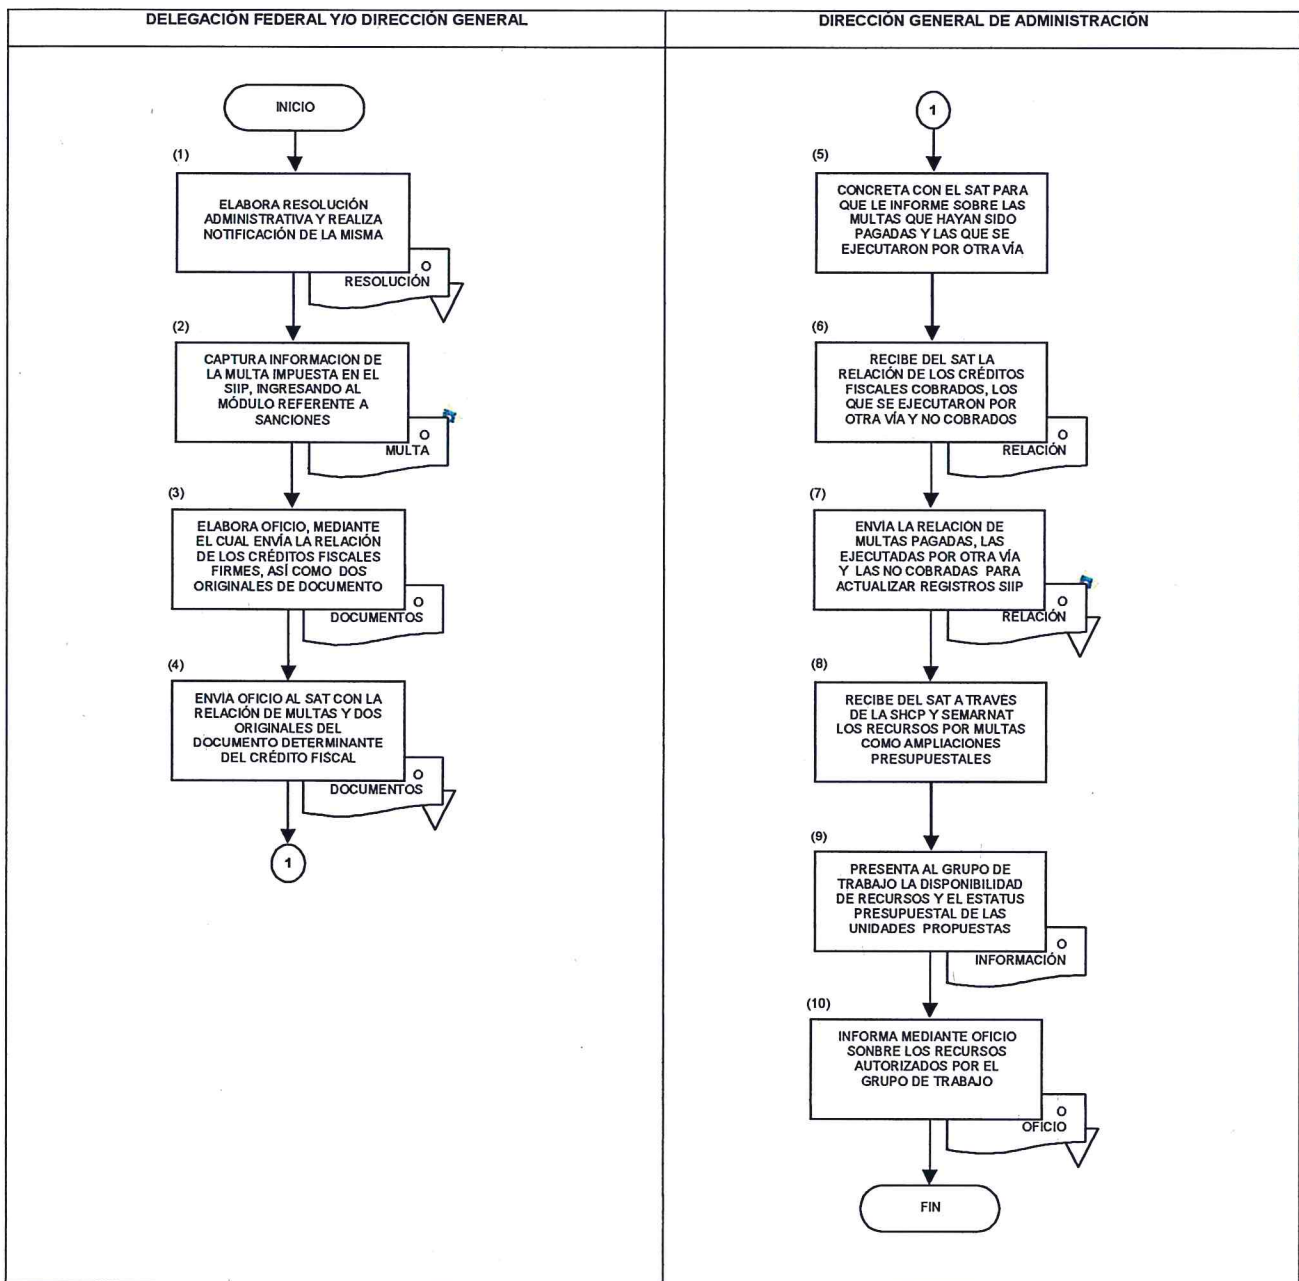 DELEGACIÓN FEDERAL Y/O DIRECCIÓN GENERAL
INICIO
(1)
ELABORA RESOLUCIÓN
ADMINISTRATIVA Y REALIZA
NOTIFICACIÓN DE LA MISMA
O
RESOLUCIÓN
(2)
CAPTURA INFORMACIÓN DE
LA MULTA IMPUESTA EN EL
SIIP, INGRESANDO AL
MÓDULO REFERENTE A
SANCIONES
O
MULTA
(3)
ELABORA OFICIO, MEDIANTE
EL CUAL ENVÍA LA RELACIÓN
DE LOS CRÉDITOS FISCALES
FIRMES, ASÍ COMO DOS
ORIGINALES DE DOCUMENTO
O
DOCUMENTOS
(4)
ENVÍA OFICIO AL SAT CON LA
RELACIÓN DE MULTAS Y DOS
ORIGINALES DEL
DOCUMENTO DETERMINANTE
DEL CRÉDITO FISCAL
O
DOCUMENTOS
1
DIRECCIÓN GENERAL DE ADMINISTRACIÓN
1
(5)
CONCRETA CON EL SAT PARA
QUE LE INFORME SOBRE LAS
MULTAS QUE HAYAN SIDO
PAGADAS Y LAS QUE SE
EJECUTARON POR OTRA VÍA
(6)
RECIBE DEL SAT LA
RELACIÓN DE LOS CRÉDITOS
FISCALES COBRADOS, LOS
QUE SE EJECUTARON POR
OTRA VÍA Y NO COBRADOS
O
RELACIÓN
(7)
ENVÍA LA RELACIÓN DE
MULTAS PAGADAS, LAS
EJECUTADAS POR OTRA VÍA
Y LAS NO COBRADAS PARA
ACTUALIZAR REGISTROS SIIP
O
RELACIÓN
(8)
RECIBE DEL SAT A TRAVÉS
DE LA SHCP Y SEMARNAT
LOS RECURSOS POR MULTAS
COMO AMPLIACIONES
PRESUPUESTALES
(9)
PRESENTA AL GRUPO DE
TRABAJO LA DISPONIBILIDAD
DE RECURSOS Y EL ESTATUS
PRESUPUESTAL DE LAS
UNIDADES PROPUESTAS
O
INFORMACIÓN
(10)
INFORMA MEDIANTE OFICIO
SONBRE LOS RECURSOS
AUTORIZADOS POR EL
GRUPO DE TRABAJO
O
OFICIO
FIN